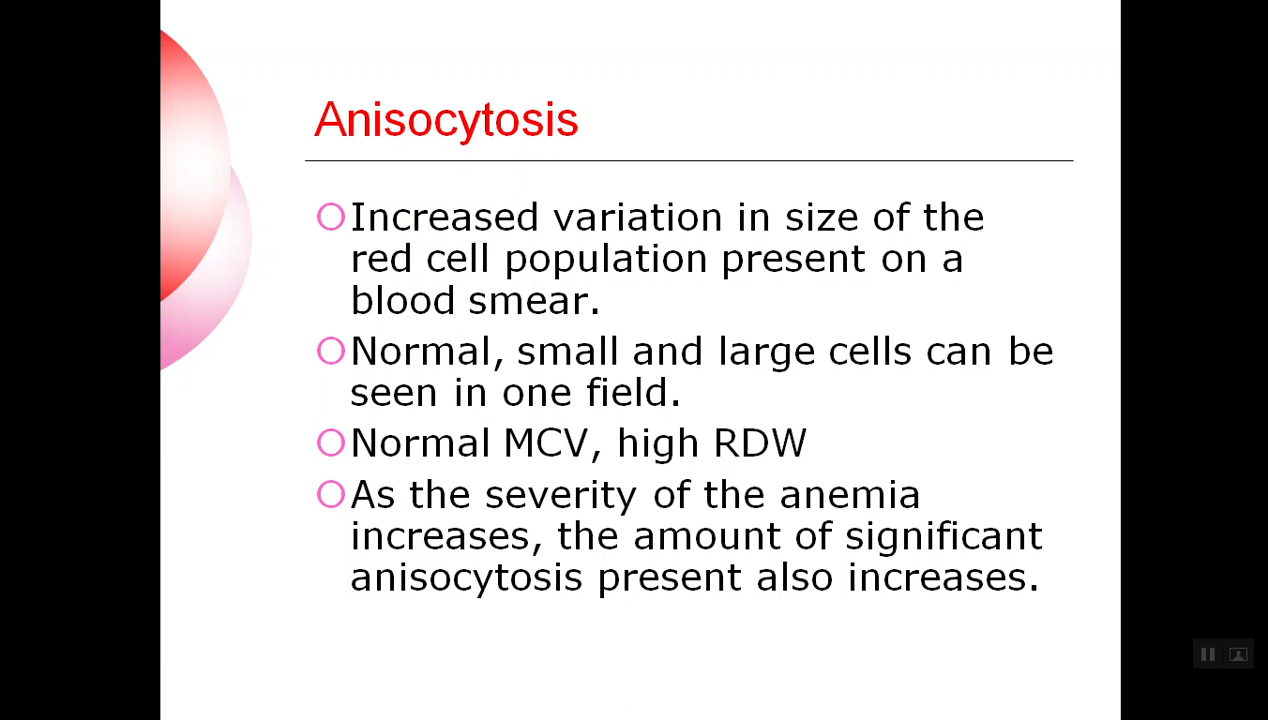 Anisocytosis
Increased variation in size of the
red cell population present on a
blood smear.
Normal, small and large cells can be
seen in one field.
Normal MCV, high RDW
As the severity of the anemia
increases, the amount of significant
anisocytosis present also increases.